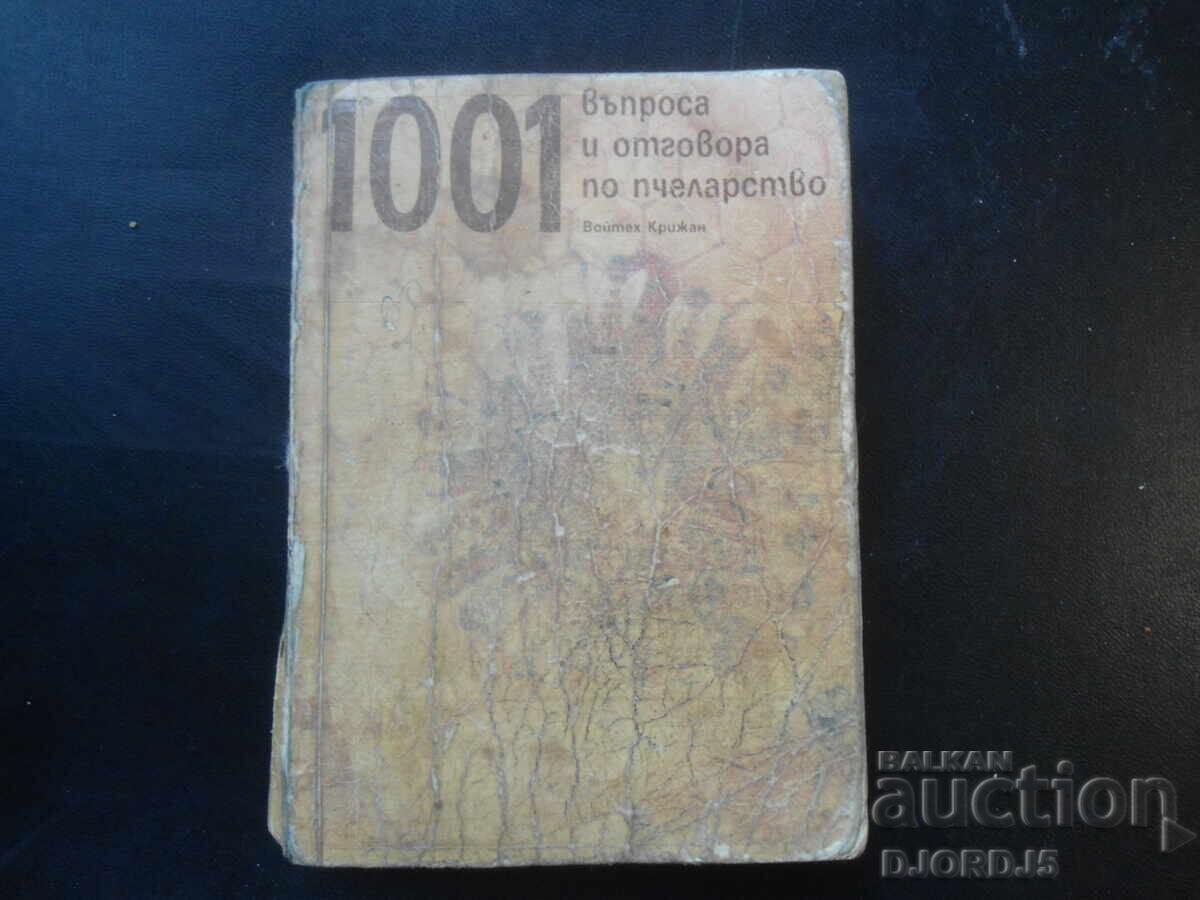 1001
въпроса
и отговора
по пчеларство
Войтех Крижан
BALKAN
auction
DJORDJ5